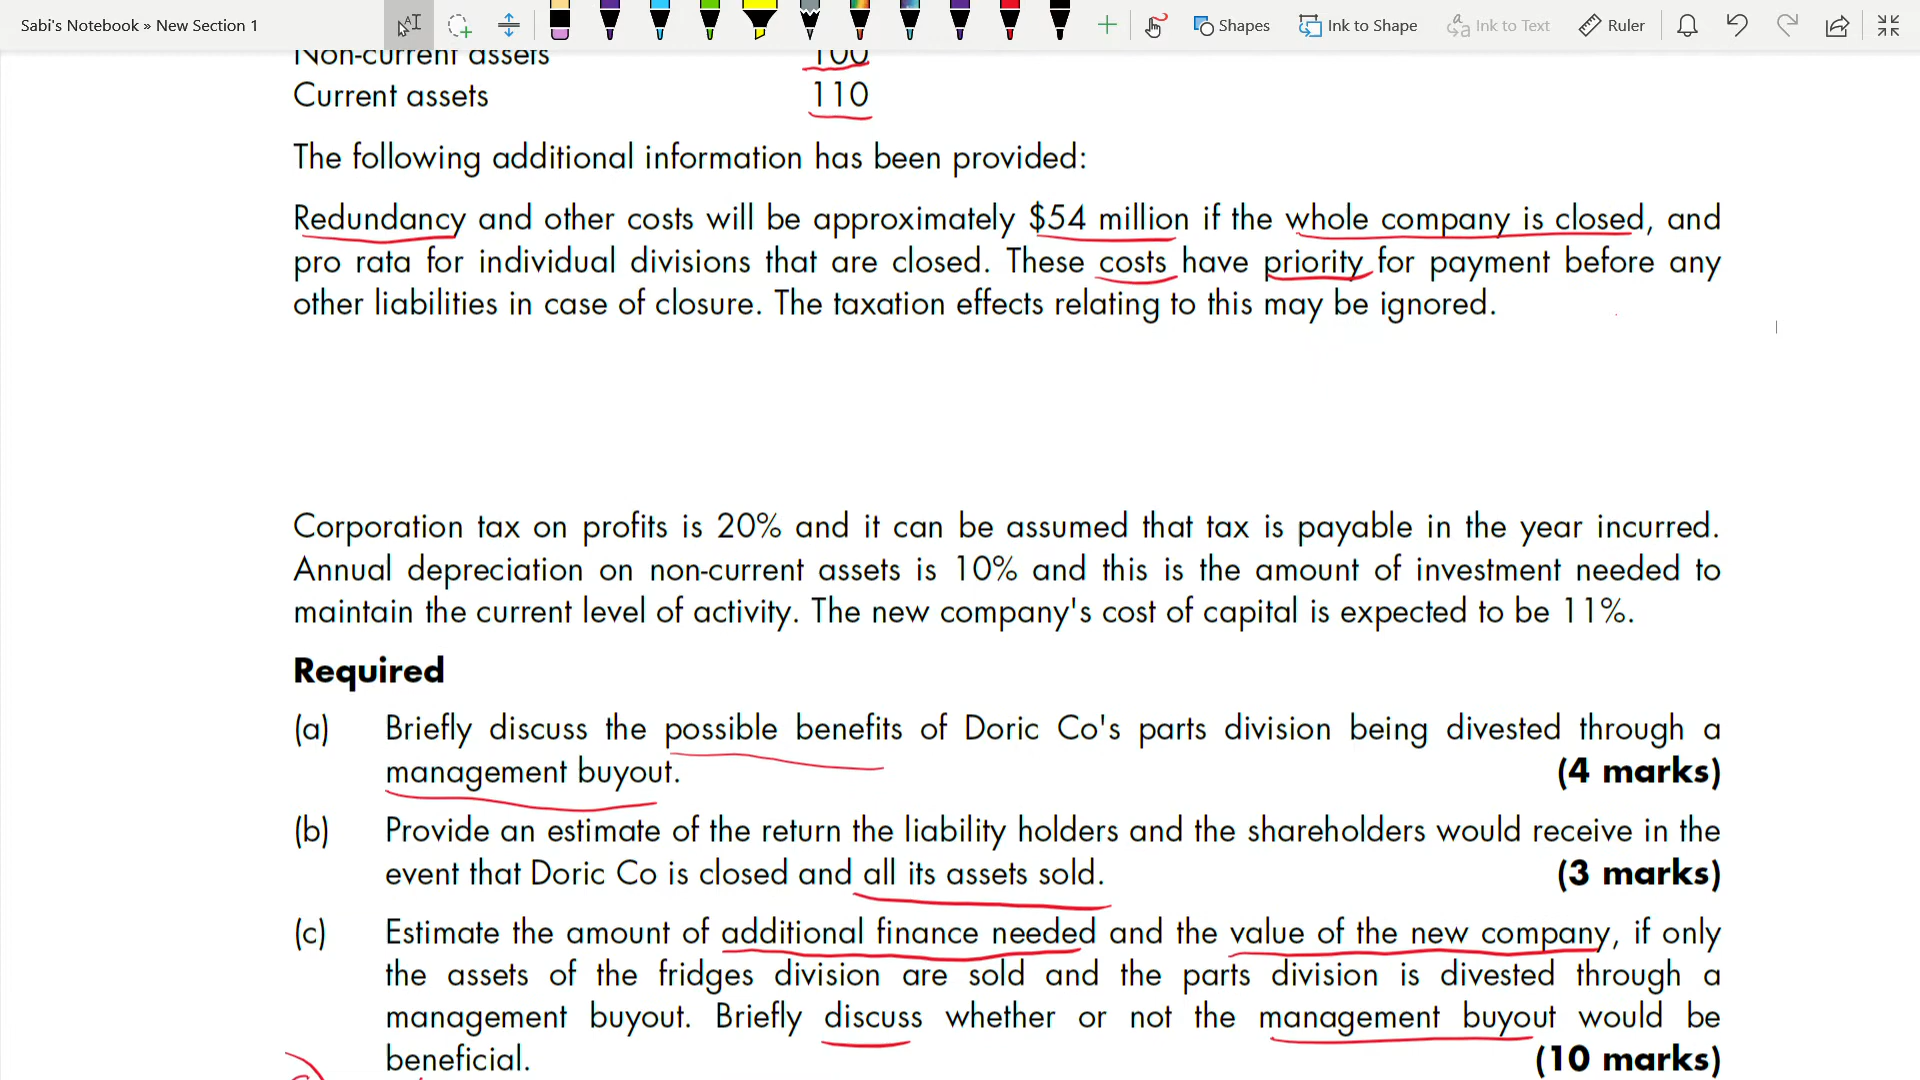 Sabi's Notebook » New Section 1
Shapes
Ink to Shape
Ink to Text
Ruler
Non-current assets 100
Current assets 110
The following additional information has been provided:
Redundancy and other costs will be approximately $54 million if the whole company is closed, and
pro rata for individual divisions that are closed. These costs have priority for payment before any
other liabilities in case of closure. The taxation effects relating to this may be ignored.
Corporation tax on profits is 20% and it can be assumed that tax is payable in the year incurred.
Annual depreciation on non-current assets is 10% and this is the amount of investment needed to
maintain the current level of activity. The new company's cost of capital is expected to be 11%.
Required
(a) Briefly discuss the possible benefits of Doric Co's parts division being divested through a
management buyout. (4 marks)
(b) Provide an estimate of the return the liability holders and the shareholders would receive in the
event that Doric Co is closed and all its assets sold. (3 marks)
(c) Estimate the amount of additional finance needed and the value of the new company, if only
the assets of the fridges division are sold and the parts division is divested through a
management buyout. Briefly discuss whether or not the management buyout would be
beneficial. (10 marks)